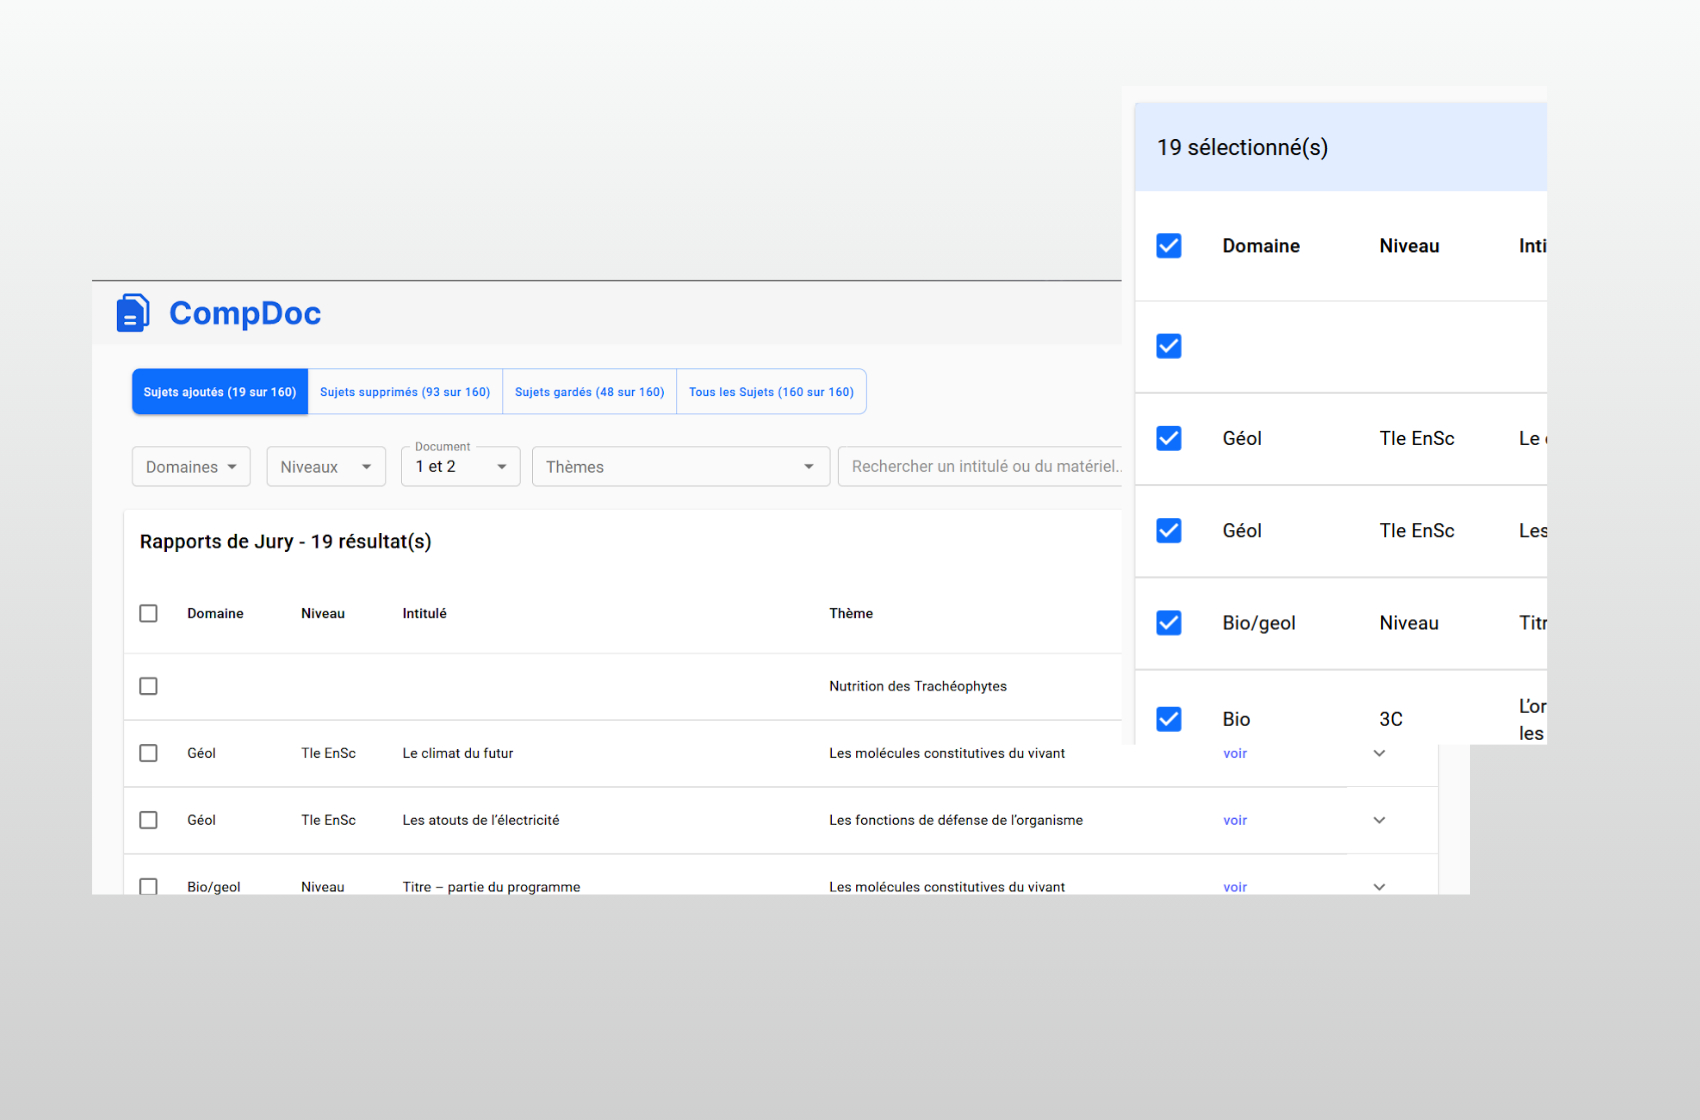 19 sélectionné(s)
Domaine Niveau Inti
Géol Tle EnSc Le
Géol Tle EnSc Les
Bio/geol Niveau Titr
Bio 3C L’or
les
CompDoc
Sujets ajoutés (19 sur 160) Sujets supprimés (93 sur 160) Sujets gardés (48 sur 160) Tous les Sujets (160 sur 160)
Document
Domaines Niveaux 1 et 2 Thèmes Rechercher un intitulé ou du matériel..
Rapports de Jury - 19 résultat(s)
Domaine Niveau Intitulé Thème
Nutrition des Trachéophytes
Géol Tle EnSc Le climat du futur Les molécules constitutives du vivant voir
Géol Tle EnSc Les atouts de l’électricité Les fonctions de défense de l’organisme voir
Bio/geol Niveau Titre – partie du programme Les molécules constitutives du vivant voir